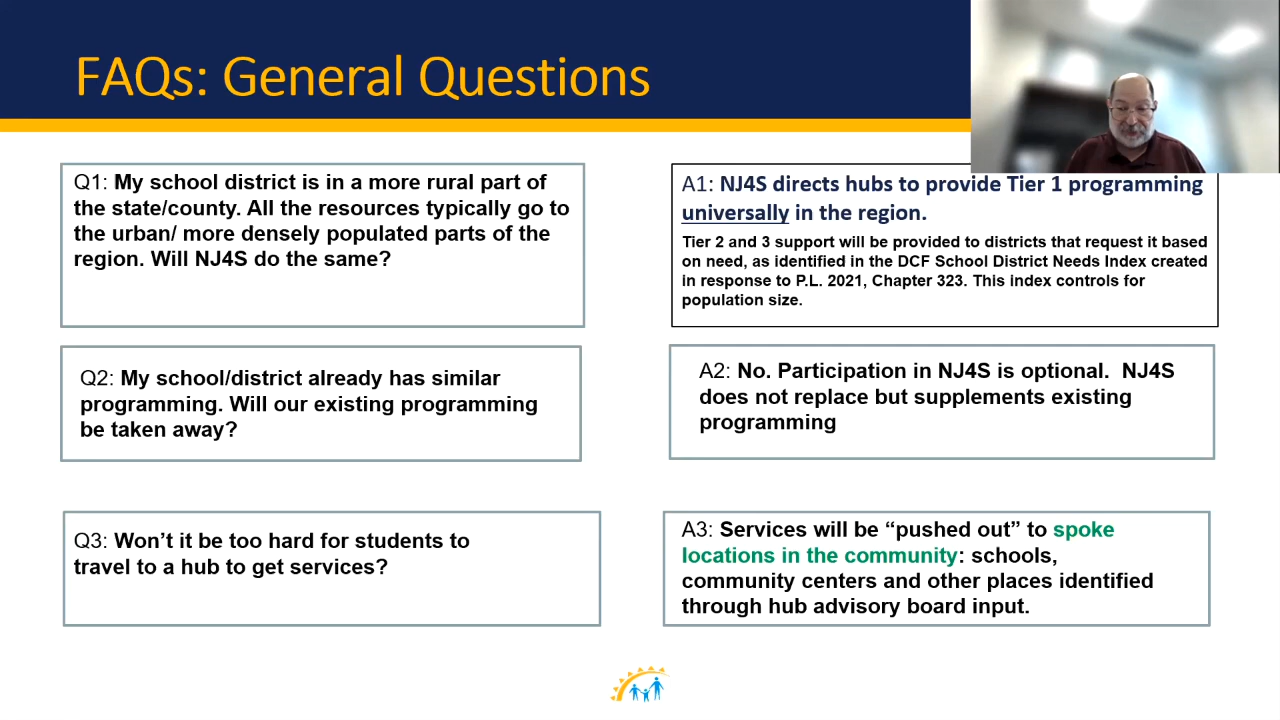 FAQs: General Questions
Q1: My school district is in a more rural part of
the state/county. All the resources typically go to
the urban/ more densely populated parts of the
region. Will NJ4S do the same?
A1: NJ4S directs hubs to provide Tier 1 programming
universally in the region.
Tier 2 and 3 support will be provided to districts that request it based
on need, as identified in the DCF School District Needs Index created
in response to P.L. 2021, Chapter 323. This index controls for
population size.
Q2: My school/district already has similar
programming. Will our existing programming
be taken away?
A2: No. Participation in NJ4S is optional.  NJ4S
does not replace but supplements existing
programming
Q3: Won’t it be too hard for students to
travel to a hub to get services?
A3: Services will be “pushed out” to spoke
locations in the community: schools,
community centers and other places identified
through hub advisory board input.